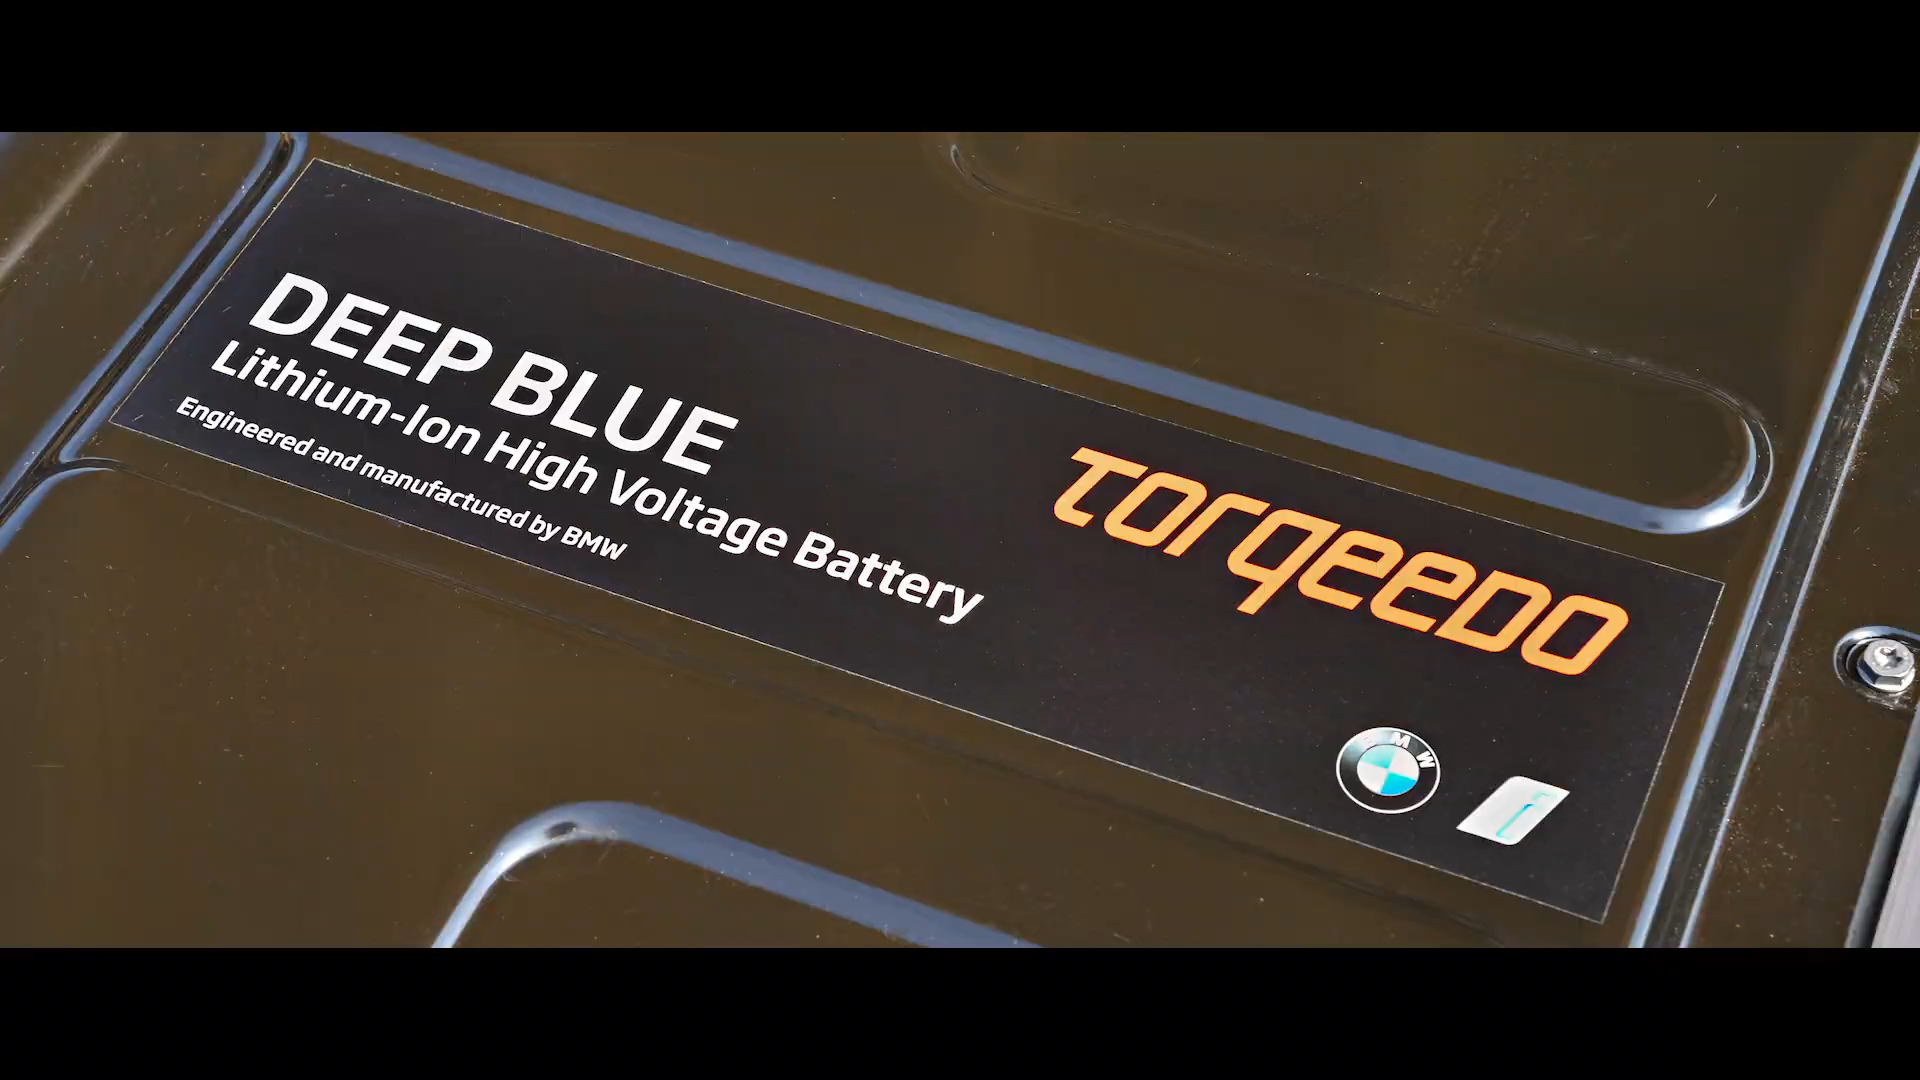 DEEP BLUE
Lithium-Ion High Voltage Battery
Engineered and manufactured by BMW
TORQEEDO
BMW
i